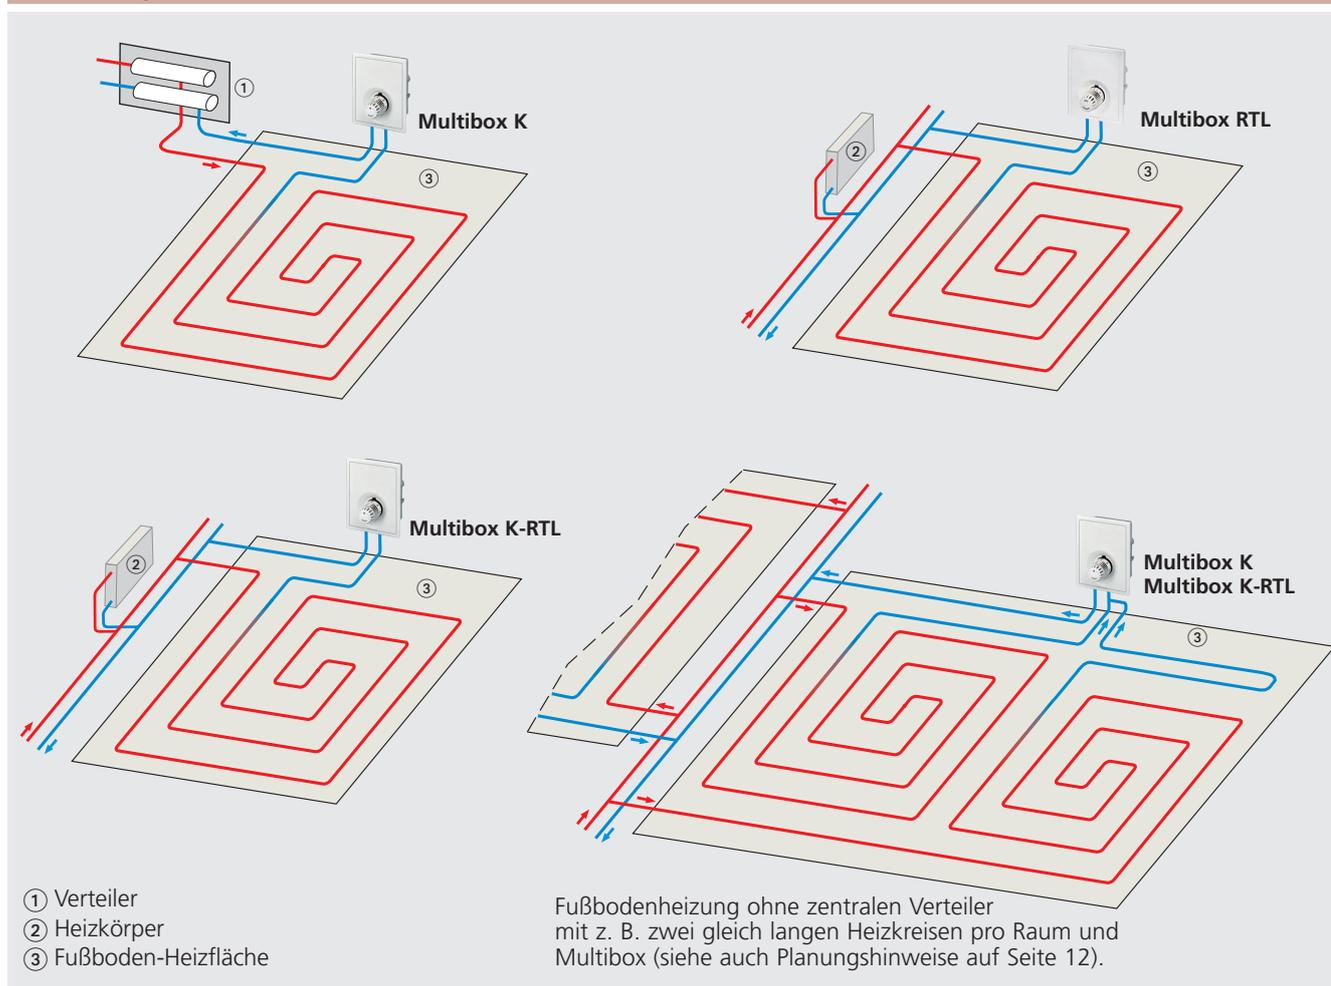 ①
Multibox K
③
②
Multibox RTL
③
②
Multibox K-RTL
③
Multibox K
Multibox K-RTL
③
① Verteiler
② Heizkörper
③ Fußboden-Heizfläche
Fußbodenheizung ohne zentralen Verteiler
mit z. B. zwei gleich langen Heizkreisen pro Raum und
Multibox (siehe auch Planungshinweise auf Seite 12).